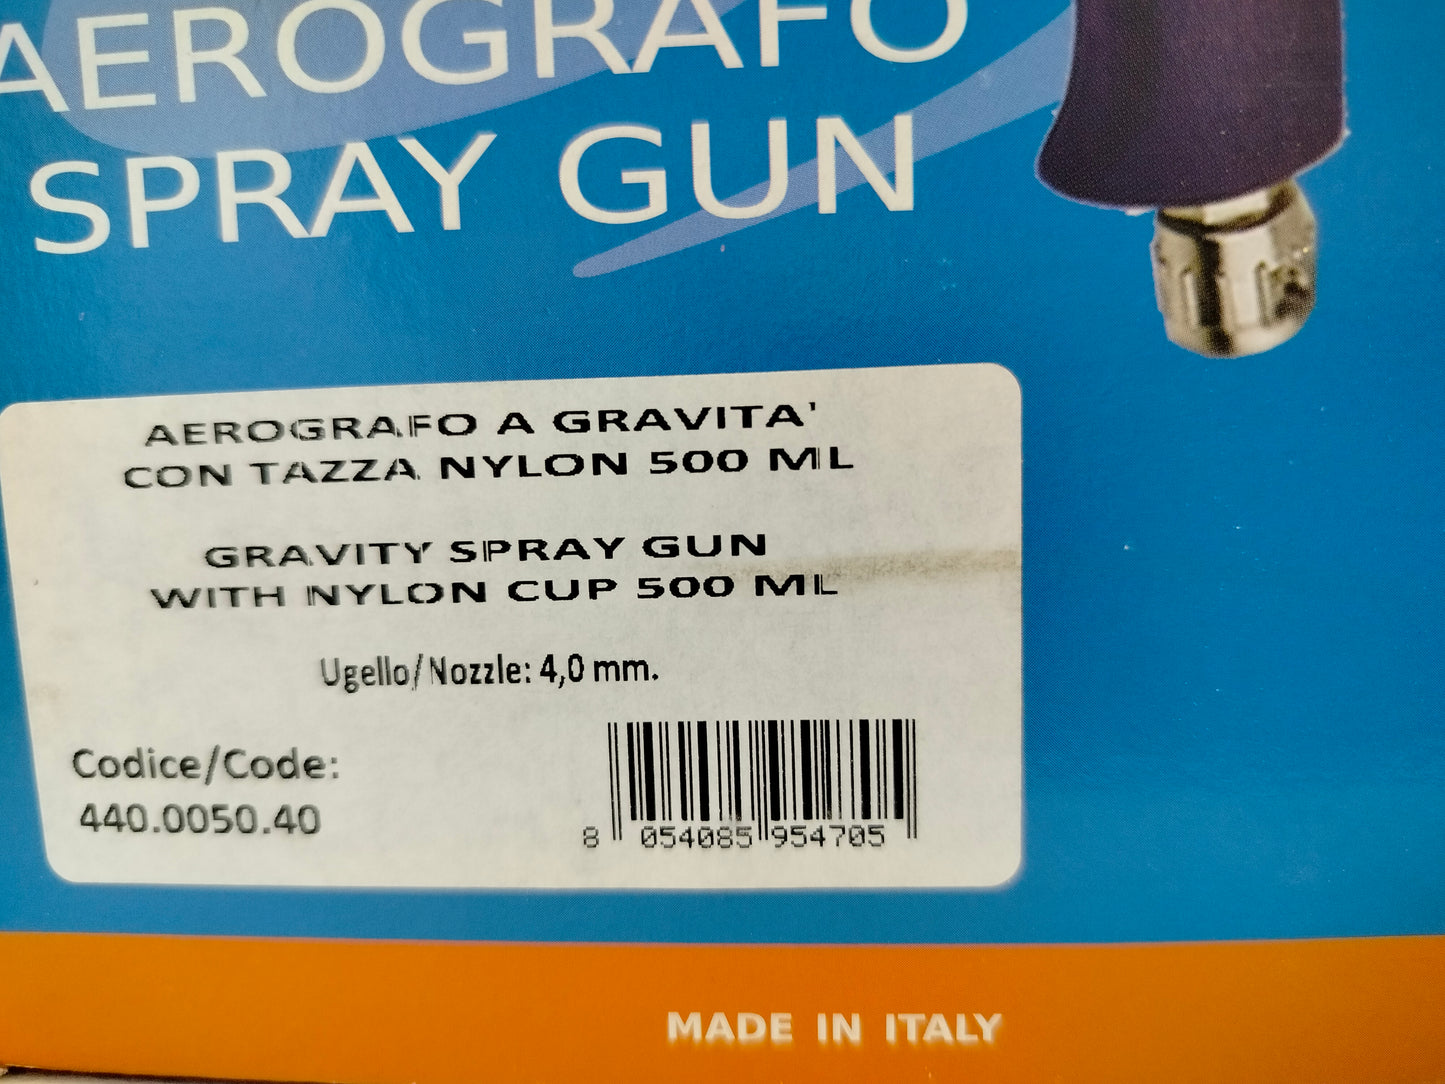 AEROGRAFO
SPRAY GUN
AEROGRAFO A GRAVITA'
CON TAZZA NYLON 500 ML
GRAVITY SPRAY GUN
WITH NYLON CUP 500 ML
Ugello/Nozzle: 4,0 mm.
Codice/Code:
440.0050.40
8 054085 954705
MADE IN ITALY